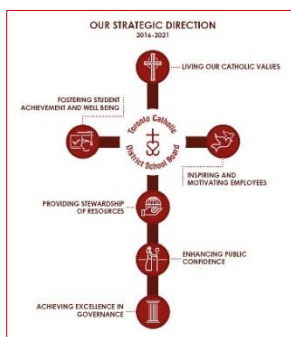 OUR STRATEGIC DIRECTION
2016-2021
LIVING OUR CATHOLIC VALUES
FOSTERING STUDENT
ACHIEVEMENT AND WELL BEING
Toronto Catholic
District School Board
INSPIRING AND
MOTIVATING EMPLOYEES
PROVIDING STEWARDSHIP
OF RESOURCES
ENHANCING PUBLIC
CONFIDENCE
ACHIEVING EXCELLENCE IN
GOVERNANCE